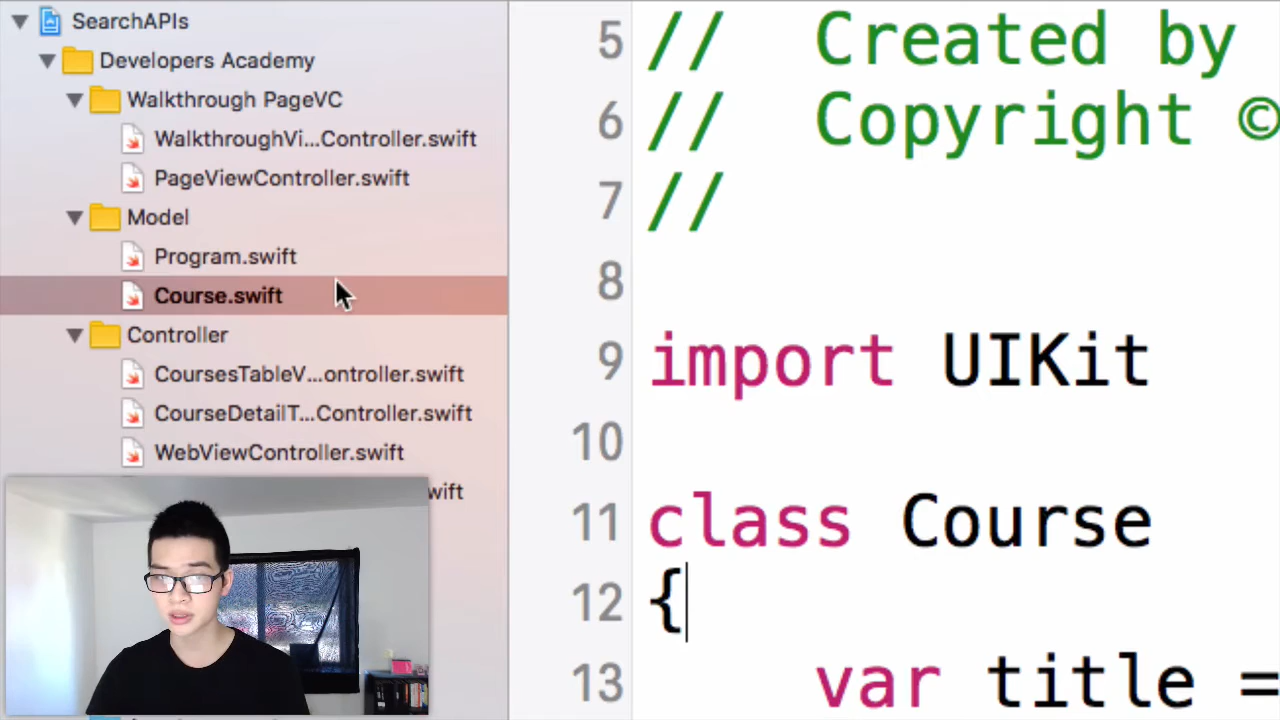 SearchAPIs
Developers Academy
Walkthrough PageVC
WalkthroughVi...Controller.swift
PageViewController.swift
Model
Program.swift
Course.swift
Controller
CoursesTableV...ontroller.swift
CourseDetailT...Controller.swift
WebViewController.swift
wift
5 // Created by
6 // Copyright ©
7 //
8
9 import UIKit
10
11 class Course
12 {
13 var title =